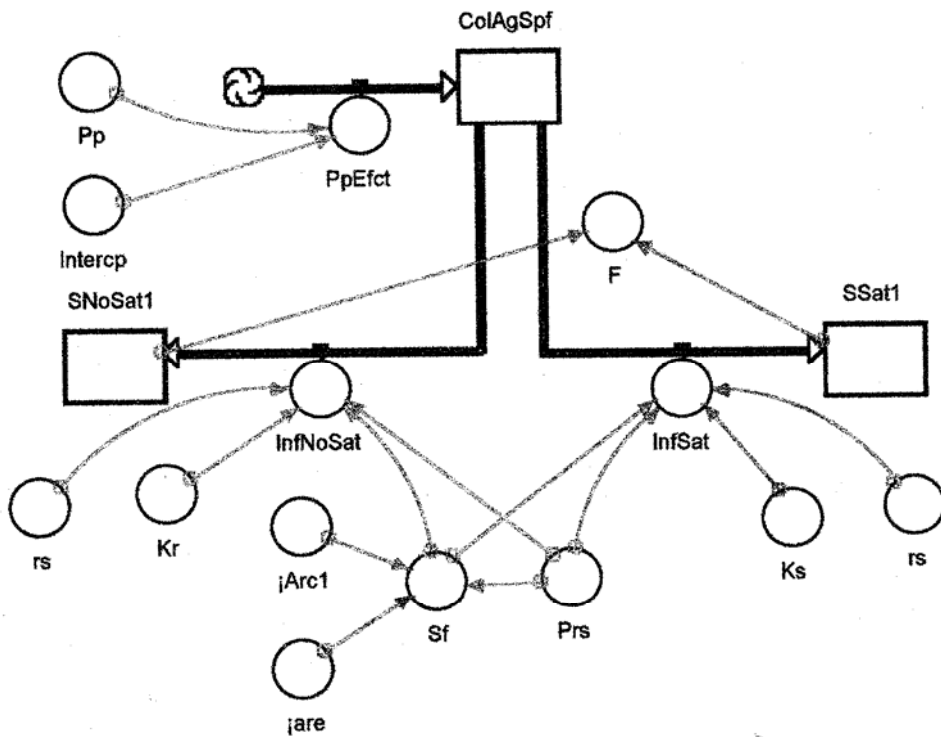 ColAgSpf
Pp
PpEfct
Intercp
F
SNoSat1
SSat1
InfNoSat
InfSat
rs
Kr
¡Arc1
Sf
Prs
Ks
rs
¡are